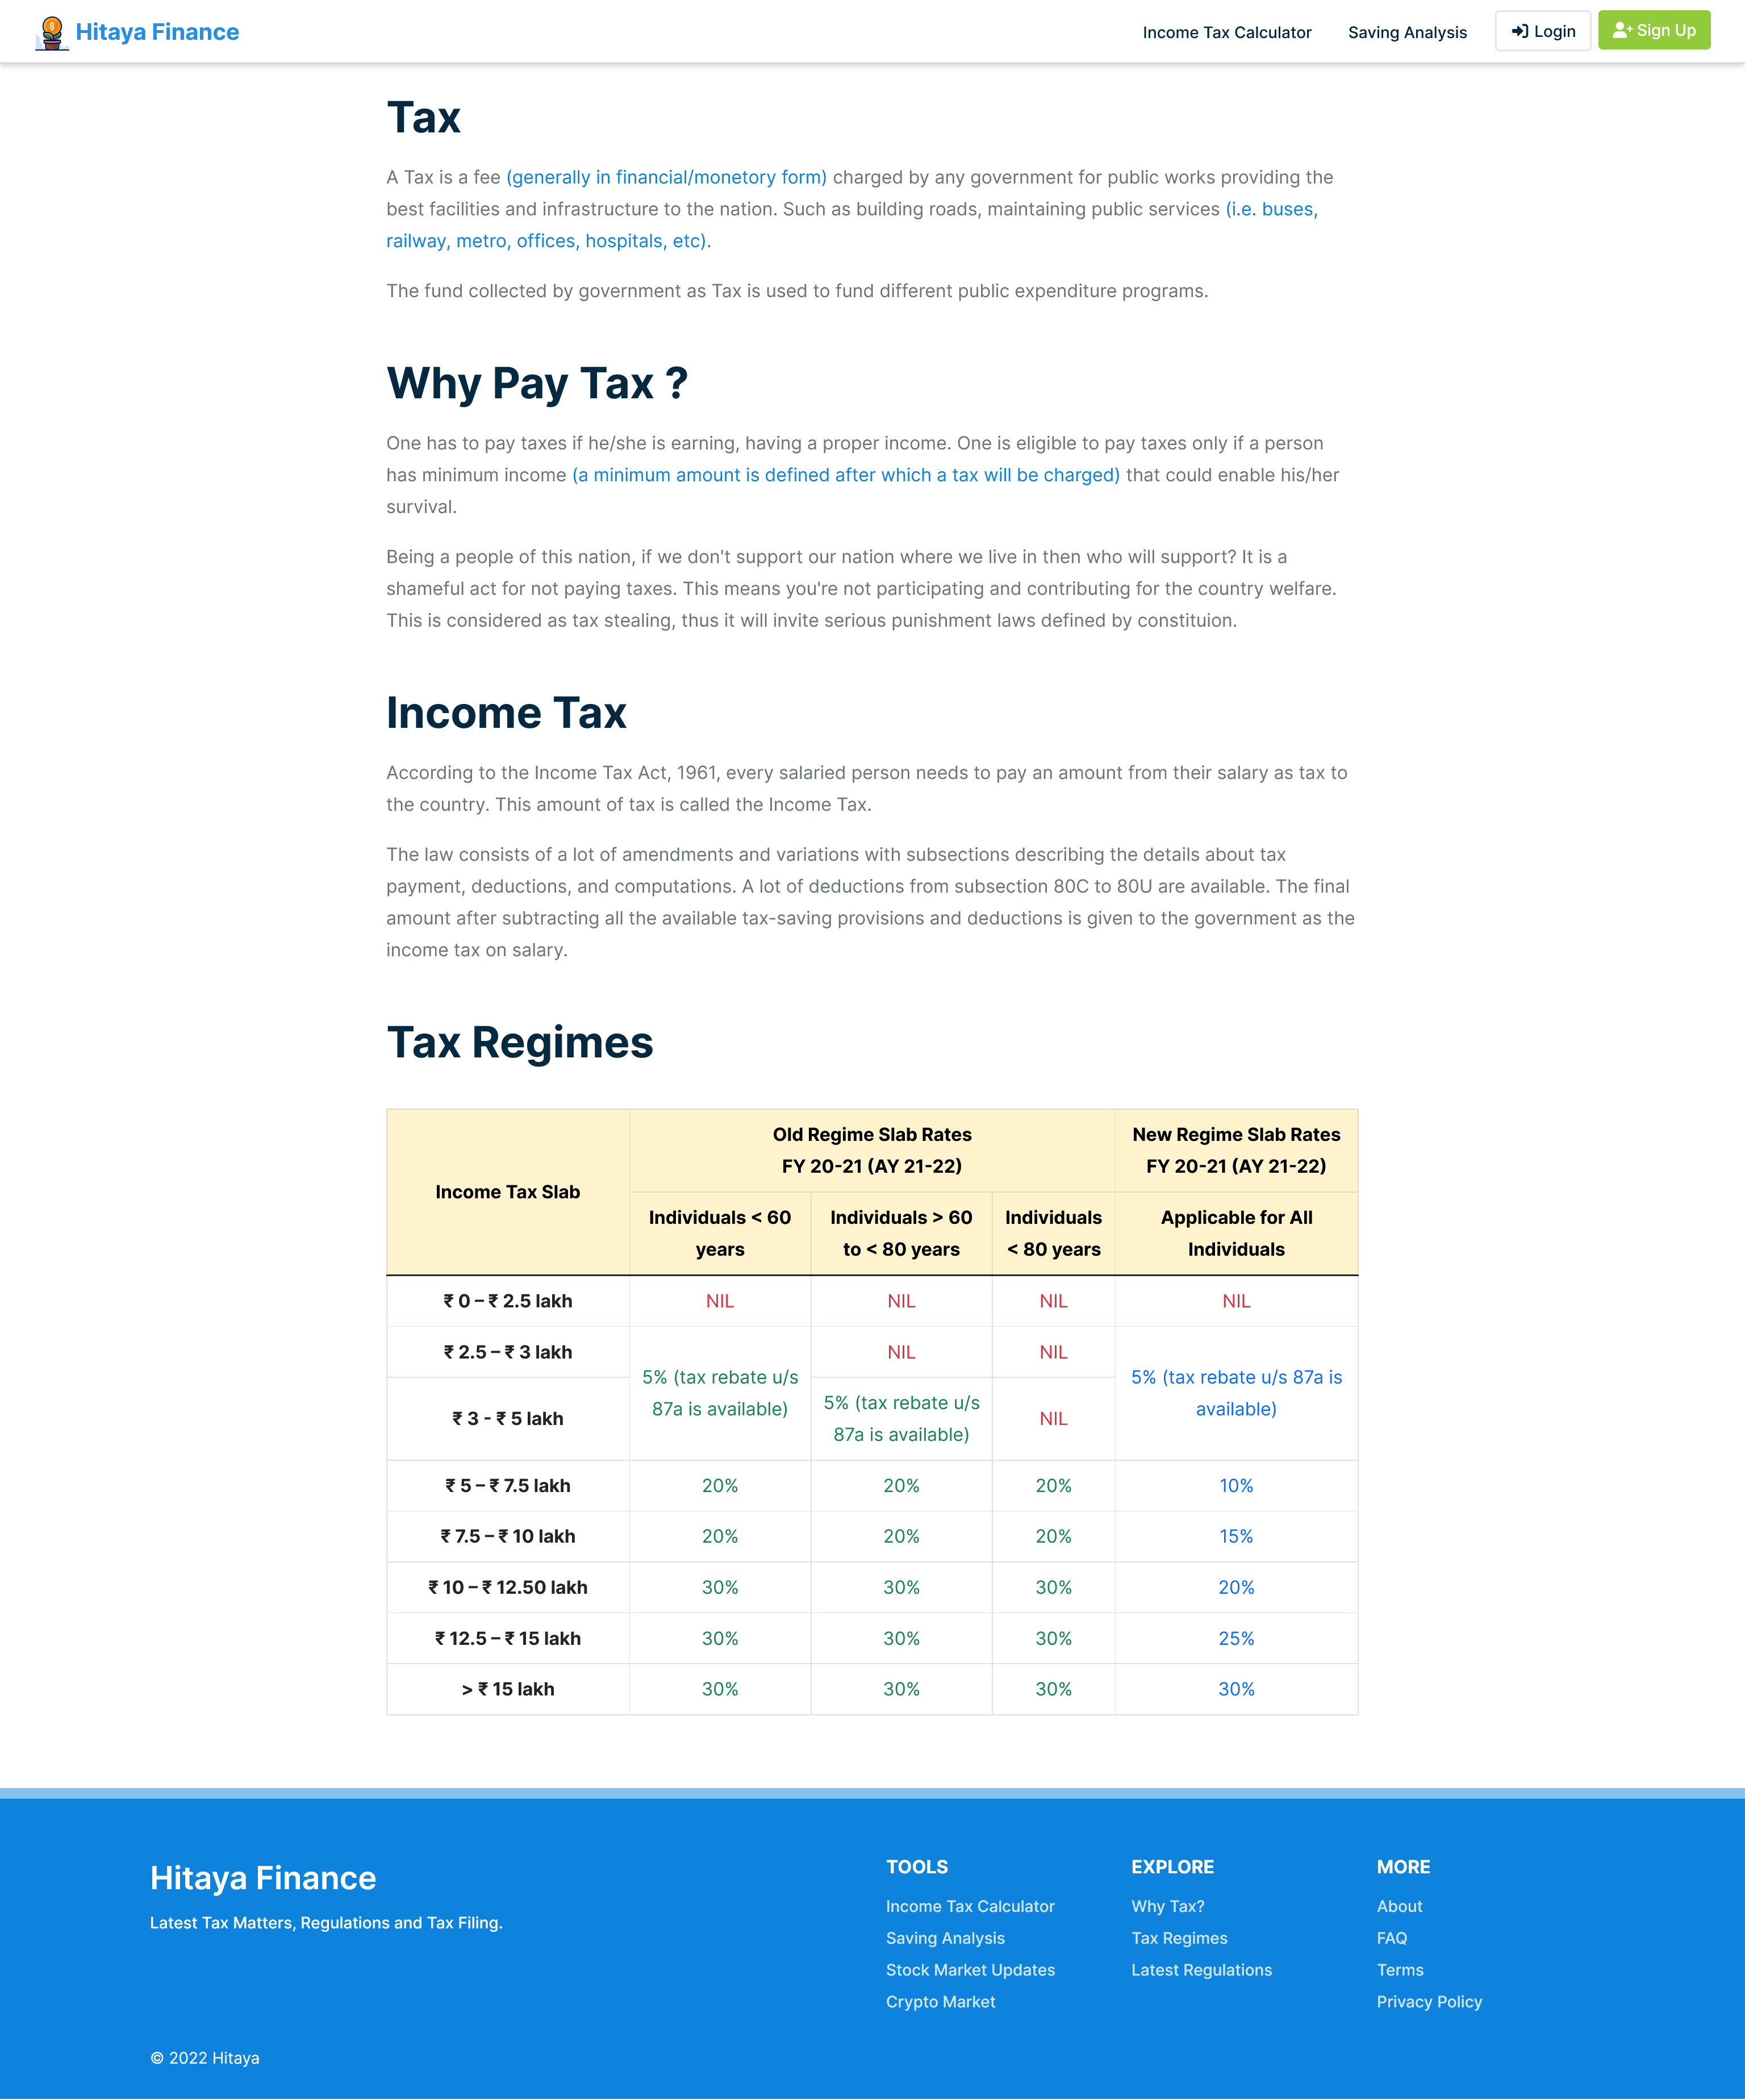 Hitaya Finance
Income Tax Calculator
Saving Analysis
Login
Sign Up
Tax
A Tax is a fee (generally in financial/monetory form) charged by any government for public works providing the
best facilities and infrastructure to the nation. Such as building roads, maintaining public services (i.e. buses,
railway, metro, offices, hospitals, etc).
The fund collected by government as Tax is used to fund different public expenditure programs.
Why Pay Tax ?
One has to pay taxes if he/she is earning, having a proper income. One is eligible to pay taxes only if a person
has minimum income (a minimum amount is defined after which a tax will be charged) that could enable his/her
survival.
Being a people of this nation, if we don't support our nation where we live in then who will support? It is a
shameful act for not paying taxes. This means you're not participating and contributing for the country welfare.
This is considered as tax stealing, thus it will invite serious punishment laws defined by constituion.
Income Tax
According to the Income Tax Act, 1961, every salaried person needs to pay an amount from their salary as tax to
the country. This amount of tax is called the Income Tax.
The law consists of a lot of amendments and variations with subsections describing the details about tax
payment, deductions, and computations. A lot of deductions from subsection 80C to 80U are available. The final
amount after subtracting all the available tax-saving provisions and deductions is given to the government as the
income tax on salary.
Tax Regimes
Income Tax Slab
Old Regime Slab Rates
FY 20-21 (AY 21-22)
New Regime Slab Rates
FY 20-21 (AY 21-22)
Individuals < 60
years
Individuals > 60
to < 80 years
Individuals
< 80 years
Applicable for All
Individuals
₹ 0 – ₹ 2.5 lakh NIL NIL NIL NIL
₹ 2.5 – ₹ 3 lakh NIL NIL
5% (tax rebate u/s
87a is available)
5% (tax rebate u/s 87a is
available)
₹ 3 - ₹ 5 lakh
5% (tax rebate u/s
87a is available)
NIL
₹ 5 – ₹ 7.5 lakh 20% 20% 20% 10%
₹ 7.5 – ₹ 10 lakh 20% 20% 20% 15%
₹ 10 – ₹ 12.50 lakh 30% 30% 30% 20%
₹ 12.5 – ₹ 15 lakh 30% 30% 30% 25%
> ₹ 15 lakh 30% 30% 30% 30%
Hitaya Finance
Latest Tax Matters, Regulations and Tax Filing.
TOOLS
Income Tax Calculator
Saving Analysis
Stock Market Updates
Crypto Market
EXPLORE
Why Tax?
Tax Regimes
Latest Regulations
MORE
About
FAQ
Terms
Privacy Policy
© 2022 Hitaya